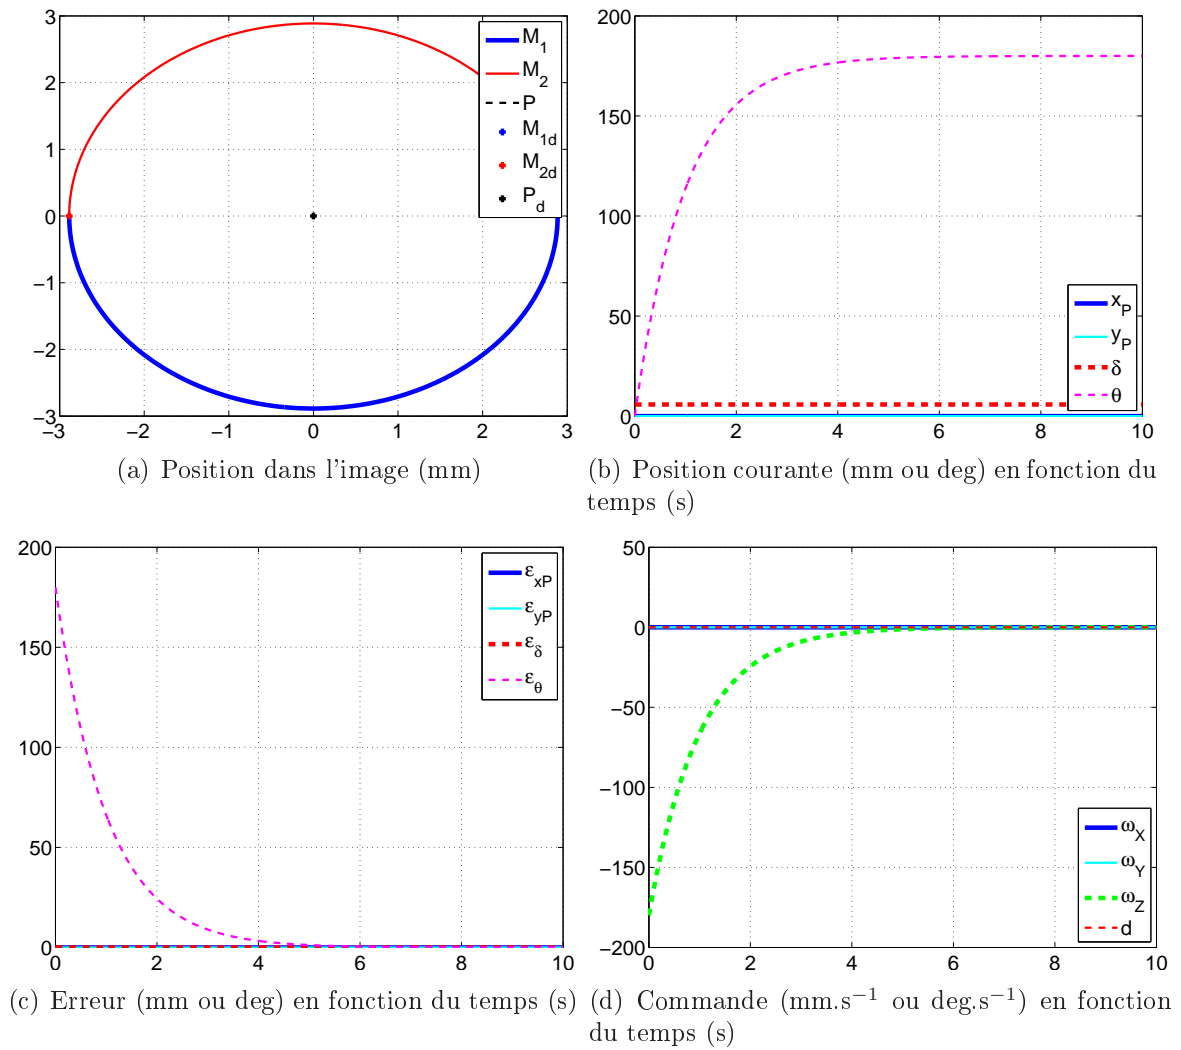 3
2
1
0
−1
−2
−3
−3
−2
−1
0
1
2
3
M1
M2
P
M1d
M2d
Pd
(a) Position dans l'image (mm)
200
150
100
50
0
0
2
4
6
8
10
xP
yP
δ
θ
(b) Position courante (mm ou deg) en fonction du
temps (s)
200
150
100
50
0
0
2
4
6
8
10
εxP
εyP
εδ
εθ
(c) Erreur (mm ou deg) en fonction du temps (s)
50
0
−50
−100
−150
−200
0
2
4
6
8
10
ωX
ωY
ωZ
d
(d) Commande (mm.s−1 ou deg.s−1) en fonction
du temps (s)